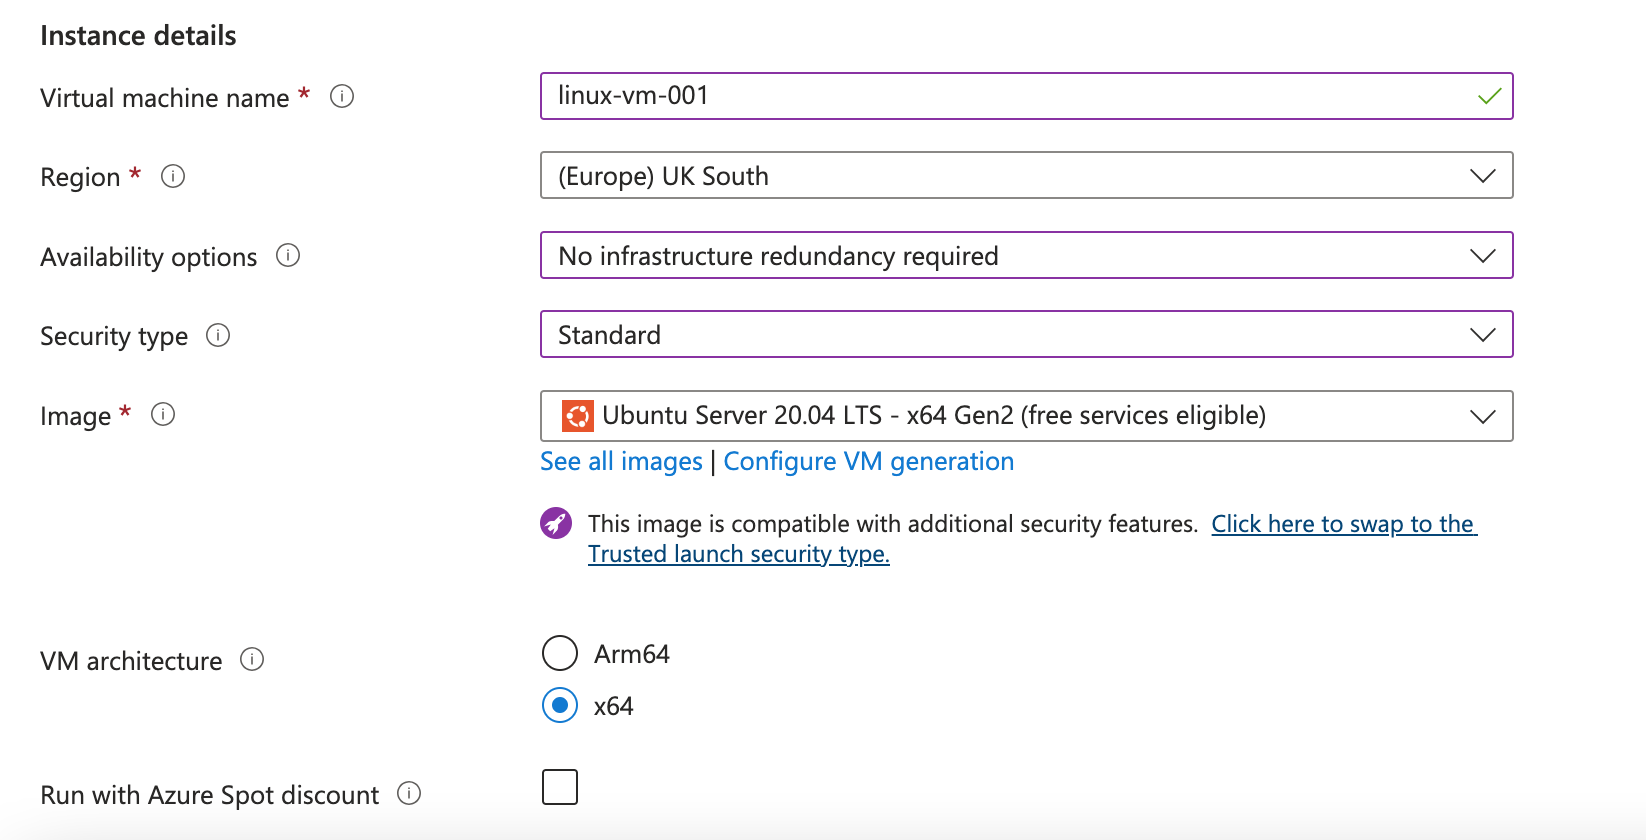 Instance details
Virtual machine name *
linux-vm-001
Region *
(Europe) UK South
Availability options
No infrastructure redundancy required
Security type
Standard
Image *
Ubuntu Server 20.04 LTS - x64 Gen2 (free services eligible)
See all images | Configure VM generation
This image is compatible with additional security features. Click here to swap to the
Trusted launch security type.
VM architecture
Arm64
x64
Run with Azure Spot discount